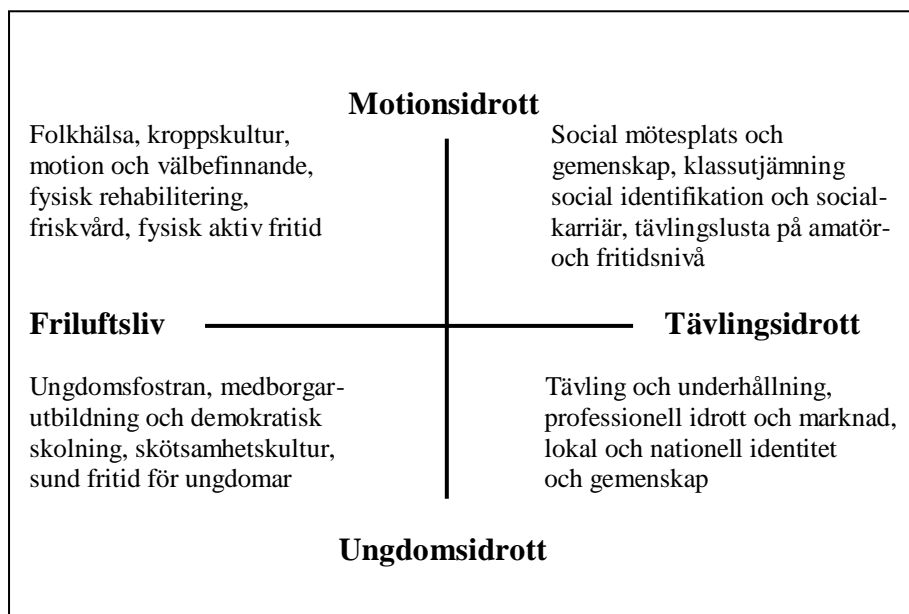 Motionsidrott
Folkhälsa, kroppskultur,
motion och välbefinnande,
fysisk rehabilitering,
friskvård, fysisk aktiv fritid
Social mötesplats och
gemenskap, klassutjämning
social identifikation och social-
karriär, tävlingslusta på amatör-
och fritidsnivå
Friluftsliv
Tävlingsidrott
Ungdomsfostran, medborgar-
utbildning och demokratisk
skolning, skötsamhetskultur,
sund fritid för ungdomar
Tävling och underhållning,
professionell idrott och marknad,
lokal och nationell identitet
och gemenskap
Ungdomsidrott